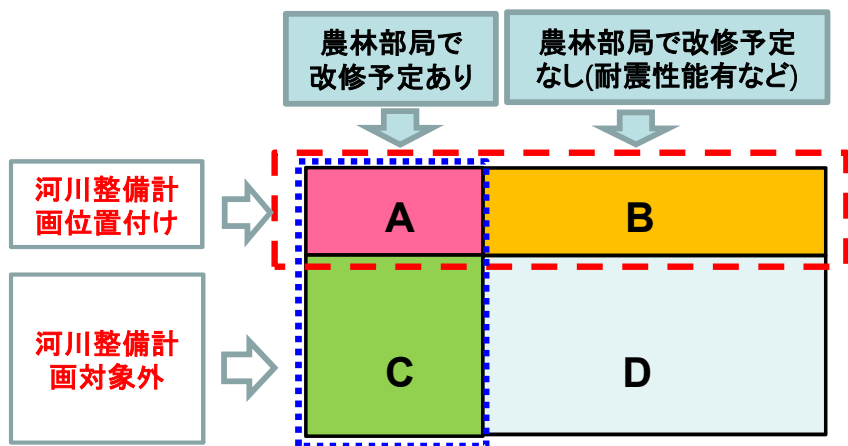 農林部局で
改修予定あり
農林部局で改修予定
なし(耐震性能有など)
河川整備計
画位置付け
A
B
河川整備計
画対象外
C
D